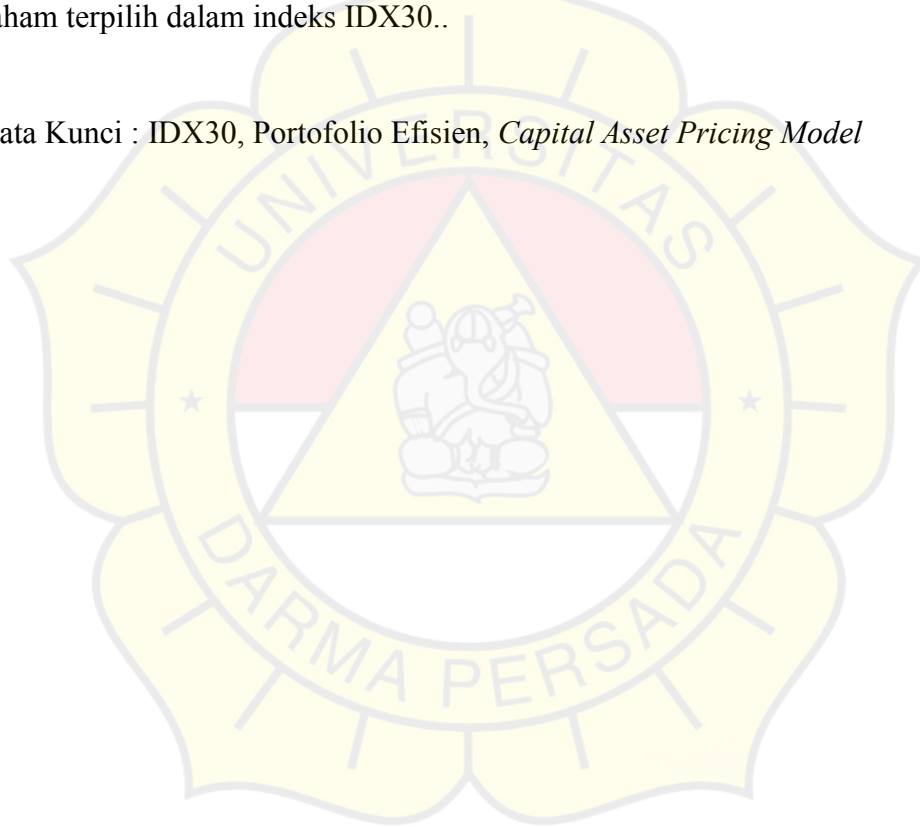 aham terpilih dalam indeks IDX30..
ata Kunci : IDX30, Portofolio Efisien, Capital Asset Pricing Model
UNIVERSITAS
DARMA PERSADA